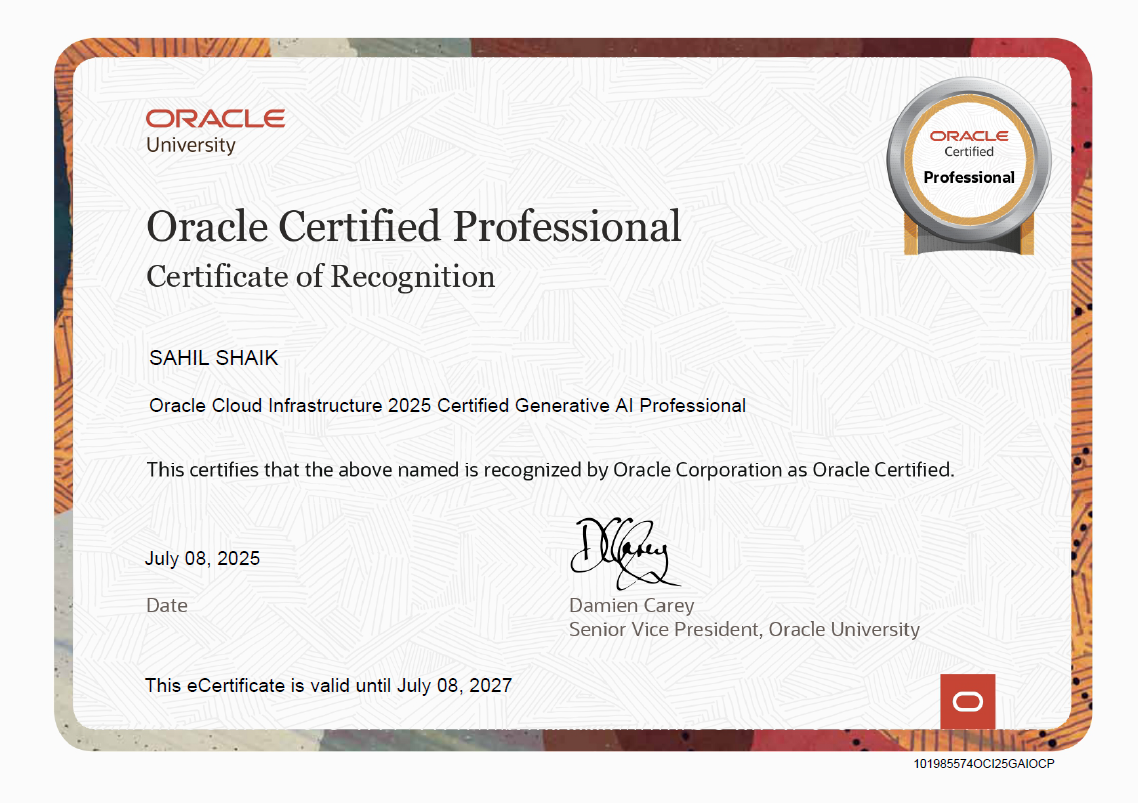 ORACLE
University
ORACLE
Certified
Professional
Oracle Certified Professional
Certificate of Recognition
SAHIL SHAIK
Oracle Cloud Infrastructure 2025 Certified Generative AI Professional
This certifies that the above named is recognized by Oracle Corporation as Oracle Certified.
July 08, 2025
Date
DCarey
Damien Carey
Senior Vice President, Oracle University
This eCertificate is valid until July 08, 2027
101985574OCI25GAIOCP